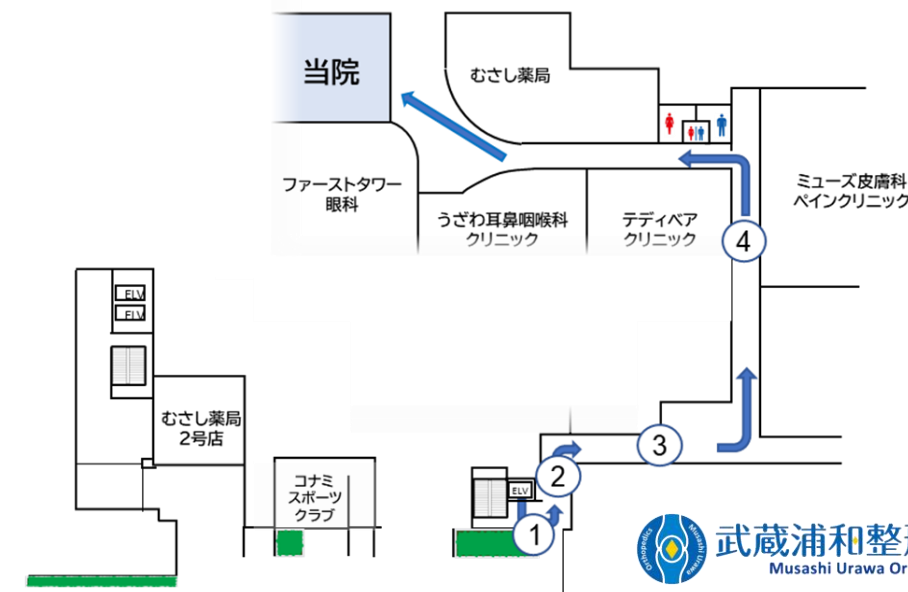 当院
むさし薬局
ファーストタワー
眼科
うざわ耳鼻咽喉科
クリニック
テディベア
クリニック
ミューズ皮膚科
ペインクリニック
4
ELV
ELV
むさし薬局
2号店
コナミ
スポーツ
クラブ
3
2
ELV
1
Orthopedics
Musashi Urawa
武蔵浦和整形
Musashi Urawa Or